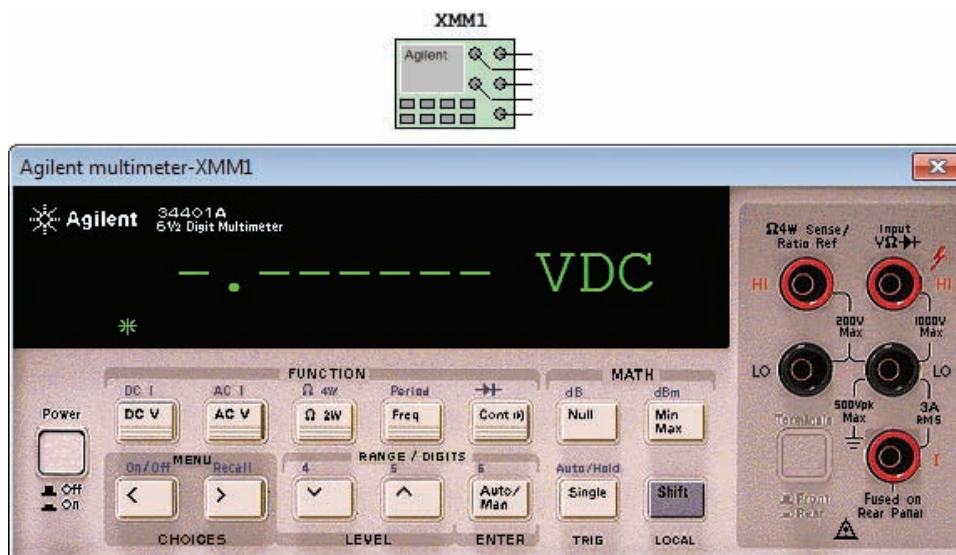 XMM1
Agilent
Agilent multimeter-XMM1
Agilent 34401A
6½ Digit Multimeter
VDC
FUNCTION
MATH
DC I AC I Ω 4W Period dB dBm
Power DC V AC V Ω 2W Freq Cont Null Min Max
Off
On
MENU
RANGE / DIGITS
On/Off Recall 4 5 6 Auto/Hold
< > Auto/Man Single Shift
CHOICES LEVEL ENTER TRIG LOCAL
Ω4W Sense/
Ratio Ref
Input
VΩ
HI HI
200V
Max
1000V
Max
LO LO
500Vpk
Max
3A
RMS
Terminals
I
Front
Rear
Fused on
Rear Panal